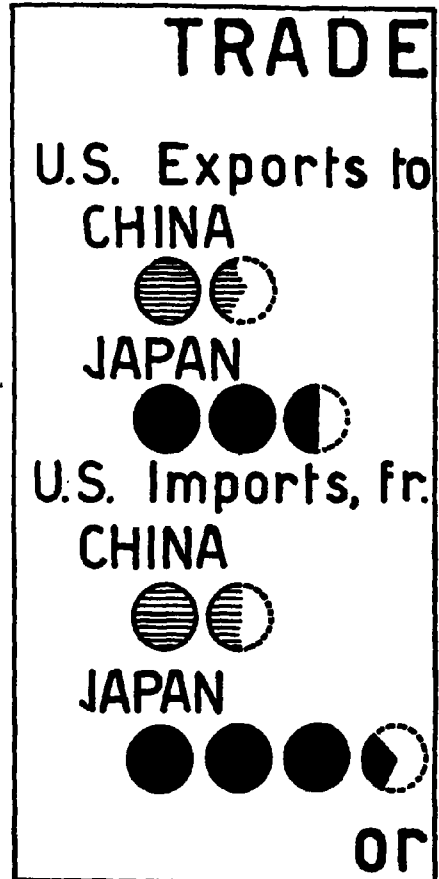 TRADE
U.S. Exports to
CHINA
JAPAN
U.S. Imports, fr.
CHINA
JAPAN
or